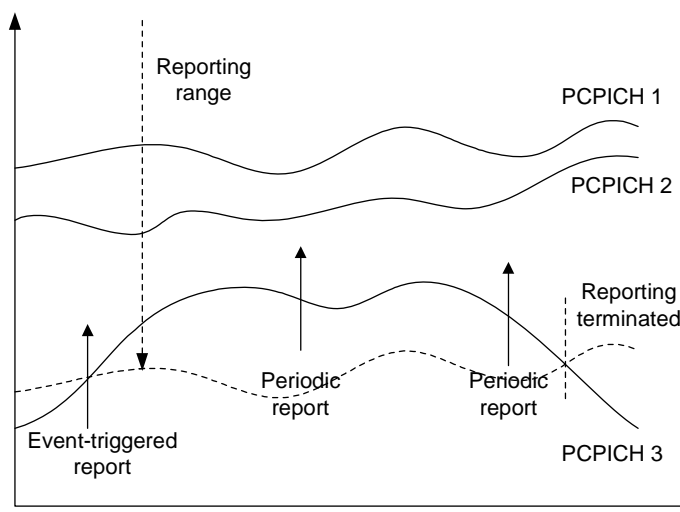 Reporting
range
PCPICH 1
PCPICH 2
Reporting
terminated
Periodic
report
Periodic
report
Event-triggered
report
PCPICH 3